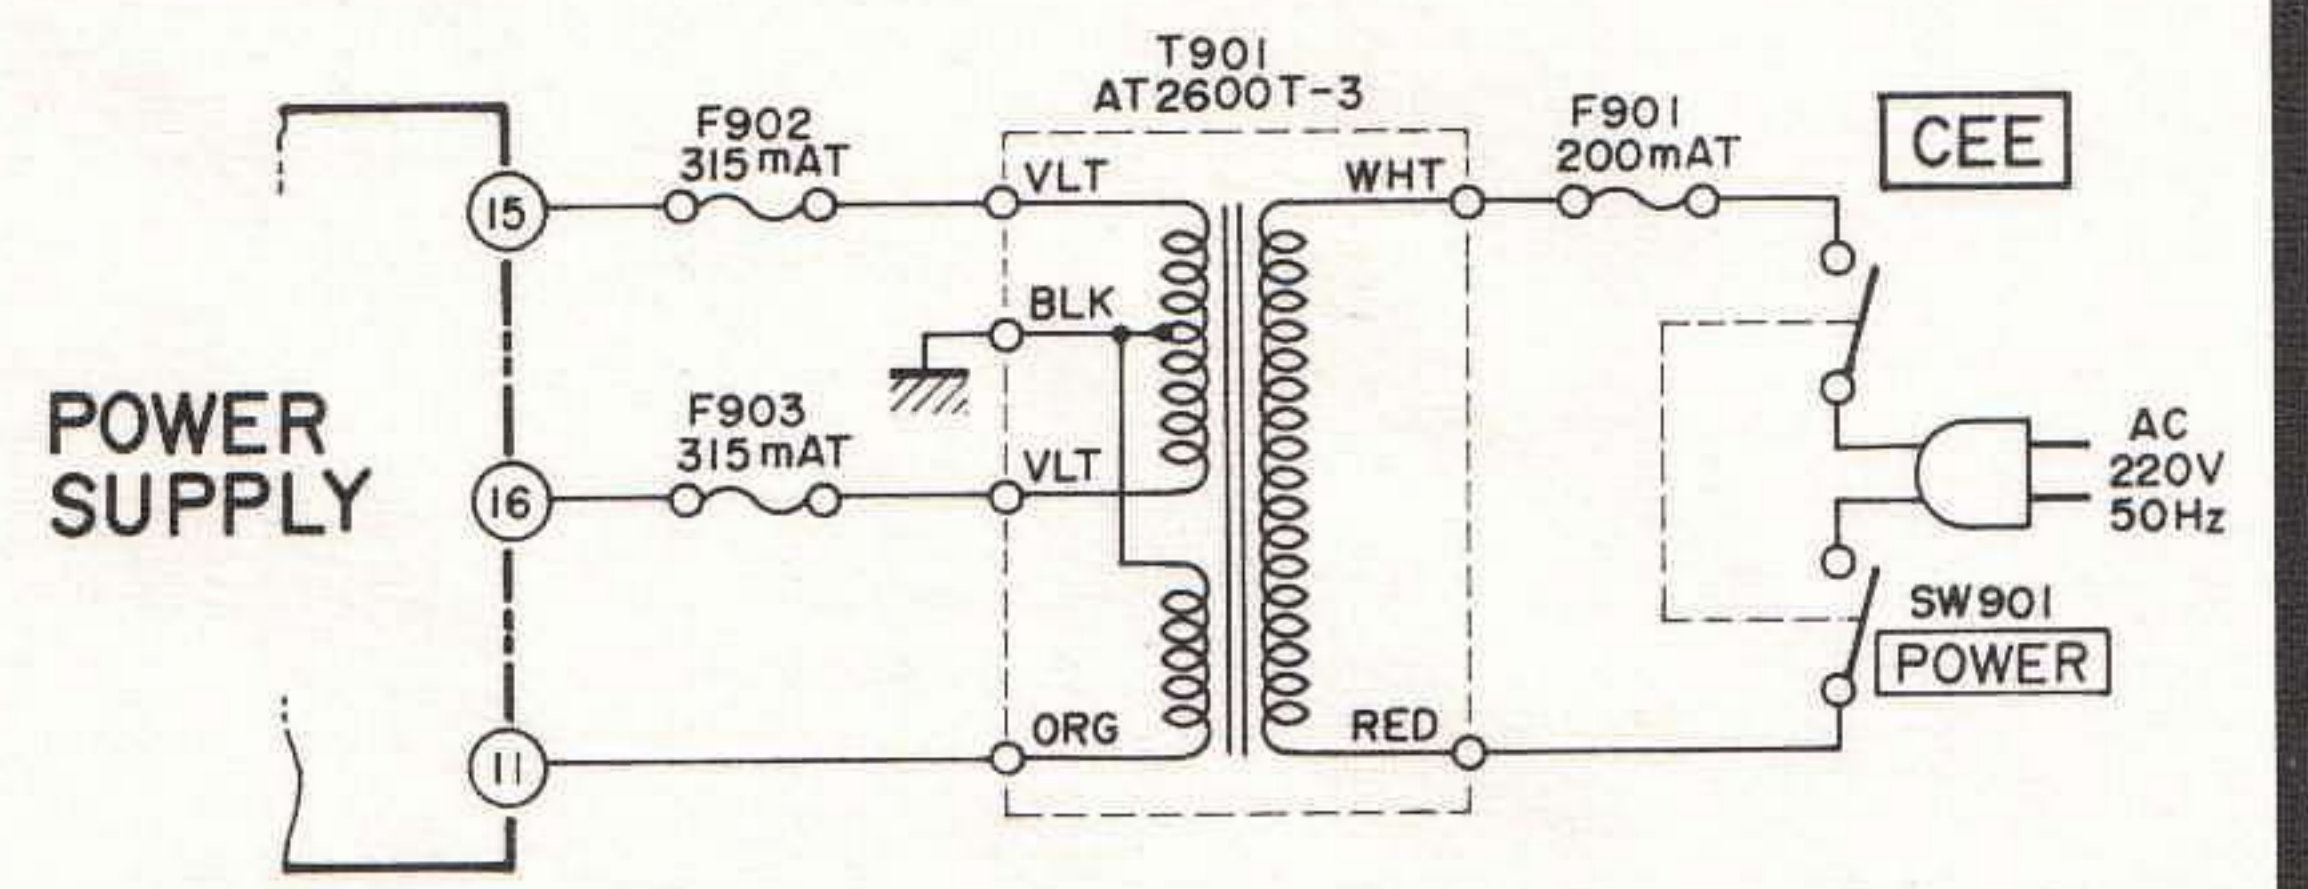 T901
AT2600T-3
F902
315mAT
F901
200mAT
CEE
VLT
WHT
15
BLK
POWER
SUPPLY
F903
315mAT
VLT
16
AC
220V
50Hz
SW901
POWER
ORG
RED
11